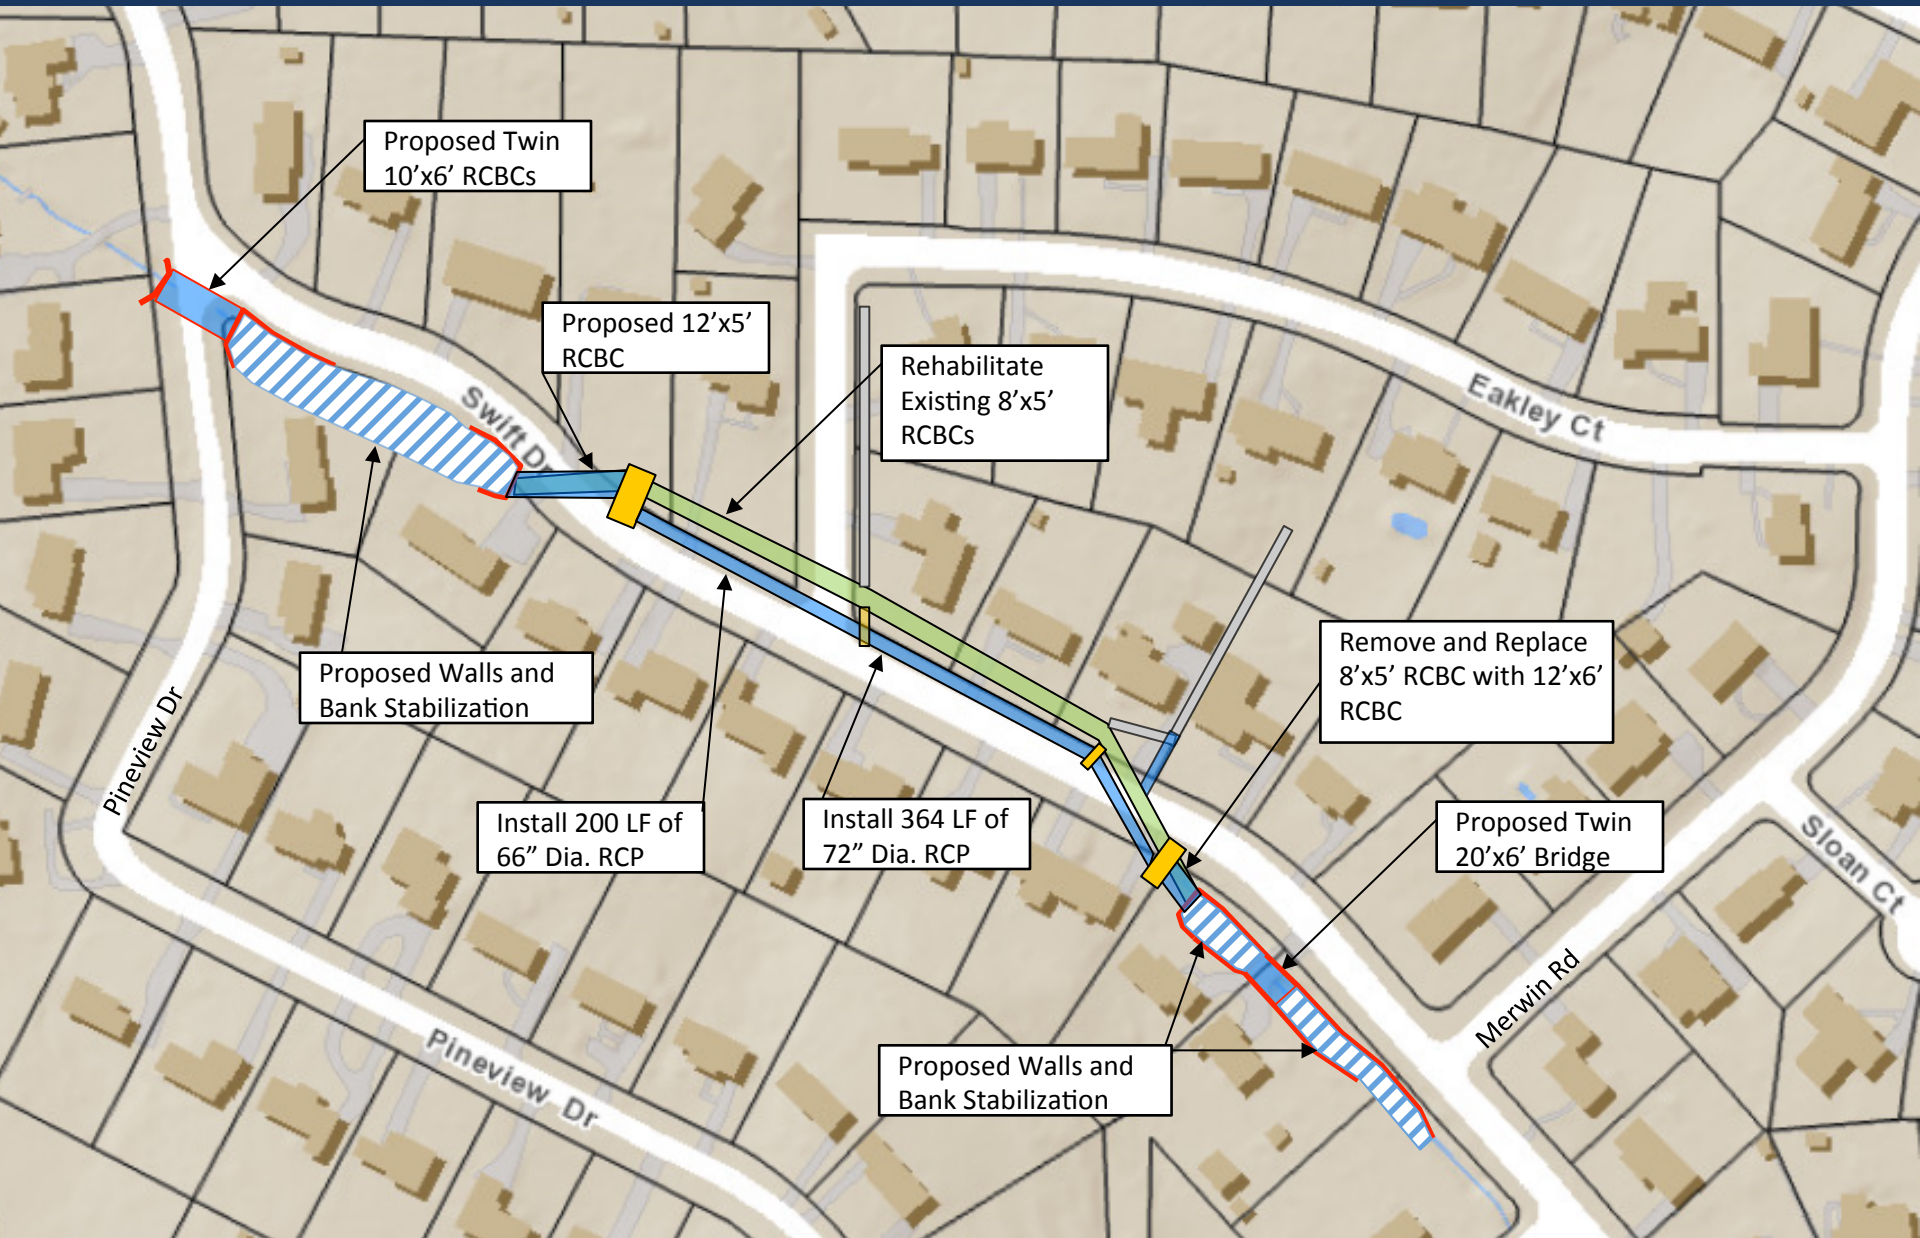 Proposed Twin
10’x6’ RCBCs
Proposed 12’x5’
RCBC
Rehabilitate
Existing 8’x5’
RCBCs
Eakley Ct
Swift Dr
Proposed Walls and
Bank Stabilization
Remove and Replace
8’x5’ RCBC with 12’x6’
RCBC
Pineview Dr
Install 200 LF of
66” Dia. RCP
Install 364 LF of
72” Dia. RCP
Proposed Twin
20’x6’ Bridge
Sloan Ct
Merwin Rd
Pineview Dr
Proposed Walls and
Bank Stabilization